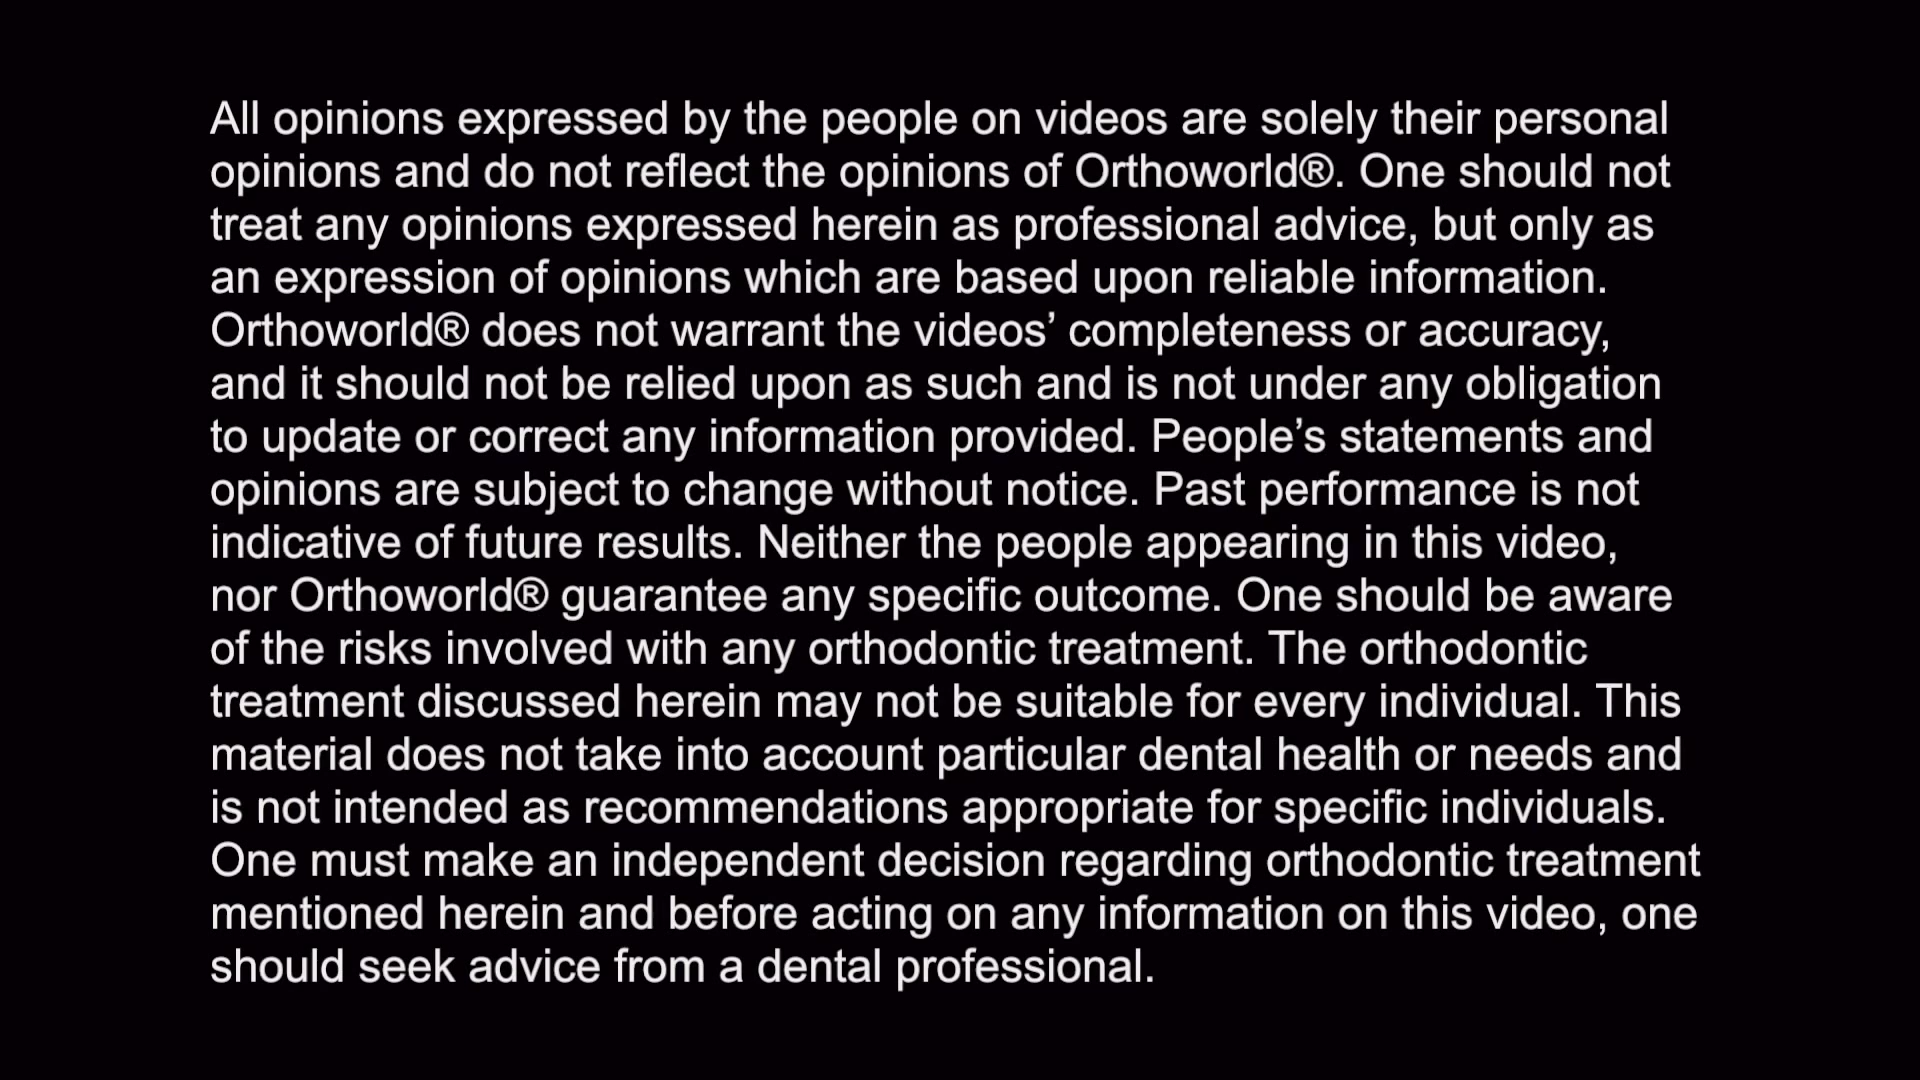 All opinions expressed by the people on videos are solely their personal
opinions and do not reflect the opinions of Orthoworld®. One should not
treat any opinions expressed herein as professional advice, but only as
an expression of opinions which are based upon reliable information.
Orthoworld® does not warrant the videos’ completeness or accuracy,
and it should not be relied upon as such and is not under any obligation
to update or correct any information provided. People’s statements and
opinions are subject to change without notice. Past performance is not
indicative of future results. Neither the people appearing in this video,
nor Orthoworld® guarantee any specific outcome. One should be aware
of the risks involved with any orthodontic treatment. The orthodontic
treatment discussed herein may not be suitable for every individual. This
material does not take into account particular dental health or needs and
is not intended as recommendations appropriate for specific individuals.
One must make an independent decision regarding orthodontic treatment
mentioned herein and before acting on any information on this video, one
should seek advice from a dental professional.